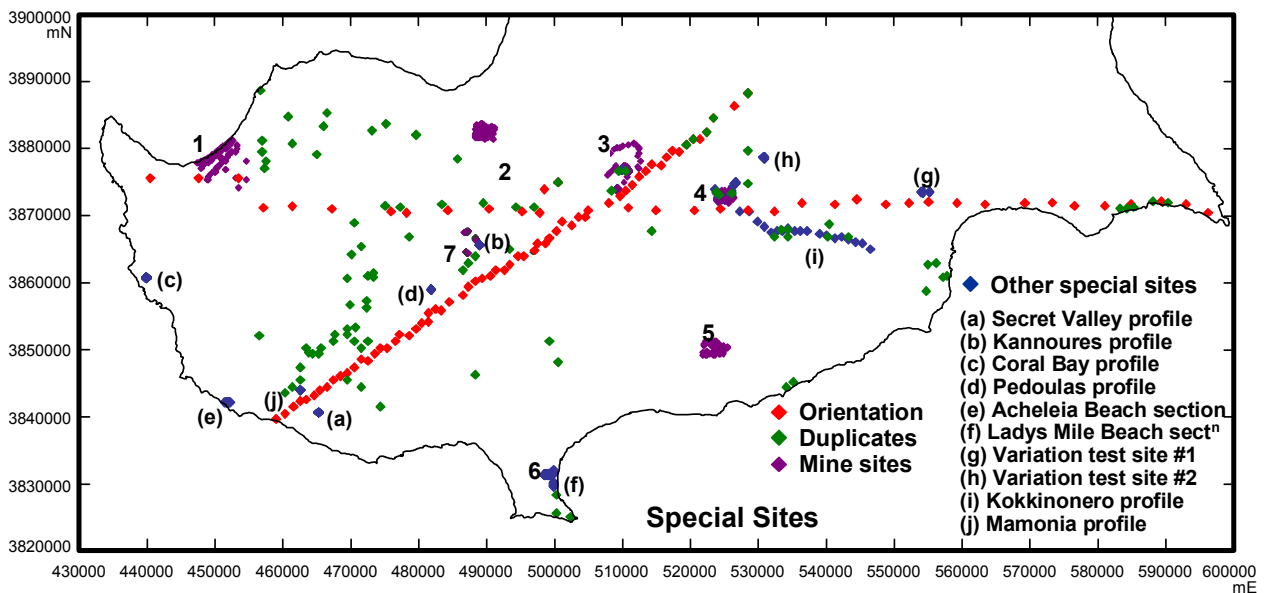 3900000
mN
3890000
3880000
3870000
3860000
3850000
3840000
3830000
3820000
1
2
3
4
5
6
7
(h)
(g)
(b)
(i)
(c)
(d)
(e)
(j)
(a)
(f)
Other special sites
(a) Secret Valley profile
(b) Kannoures profile
(c) Coral Bay profile
(d) Pedoulas profile
(e) Acheleia Beach section
(f) Ladys Mile Beach sectⁿ
(g) Variation test site #1
(h) Variation test site #2
(i) Kokkinonero profile
(j) Mamonia profile
Orientation
Duplicates
Mine sites
Special Sites
430000 440000 450000 460000 470000 480000 490000 500000 510000 520000 530000 540000 550000 560000 570000 580000 590000 600000
mE